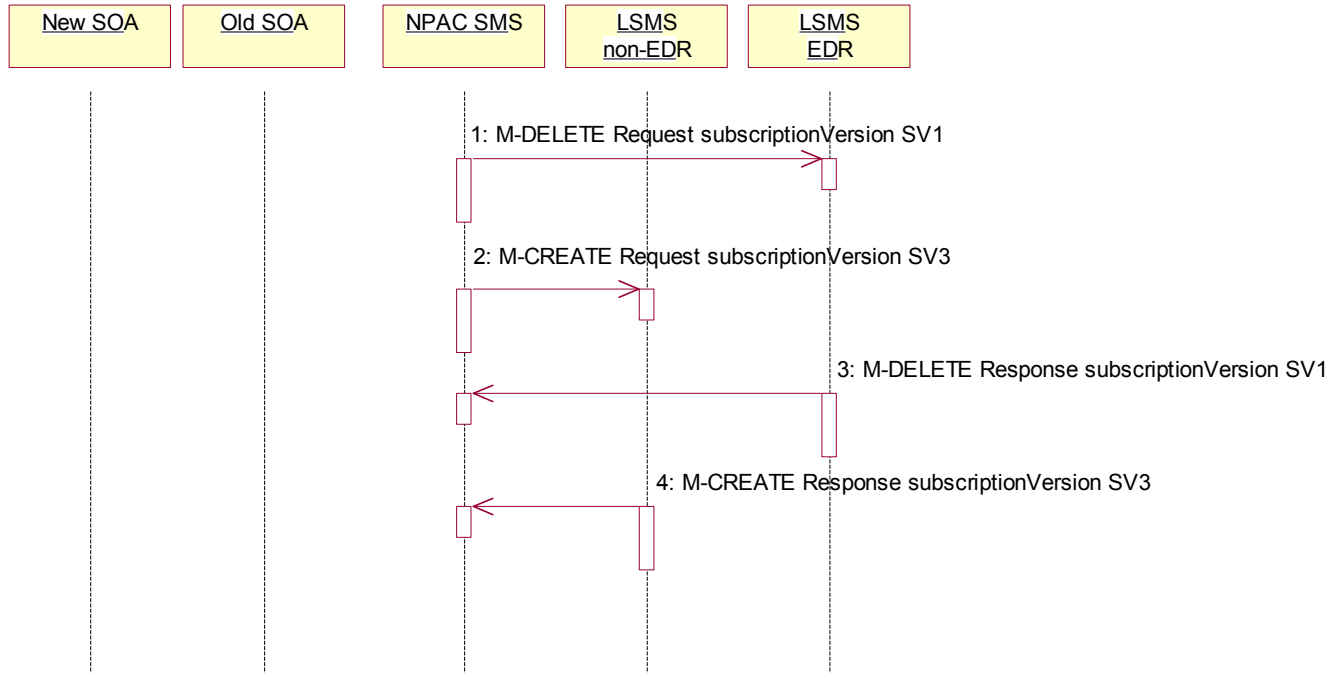 New SOA
Old SOA
NPAC SMS
LSMS
non-EDR
LSMS
EDR
1: M-DELETE Request subscriptionVersion SV1
2: M-CREATE Request subscriptionVersion SV3
3: M-DELETE Response subscriptionVersion SV1
4: M-CREATE Response subscriptionVersion SV3